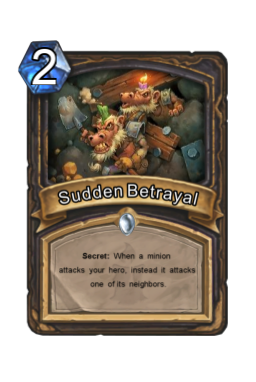 2
Sudden Betrayal
Secret: When a minion
attacks your hero, instead it attacks
one of its neighbors.